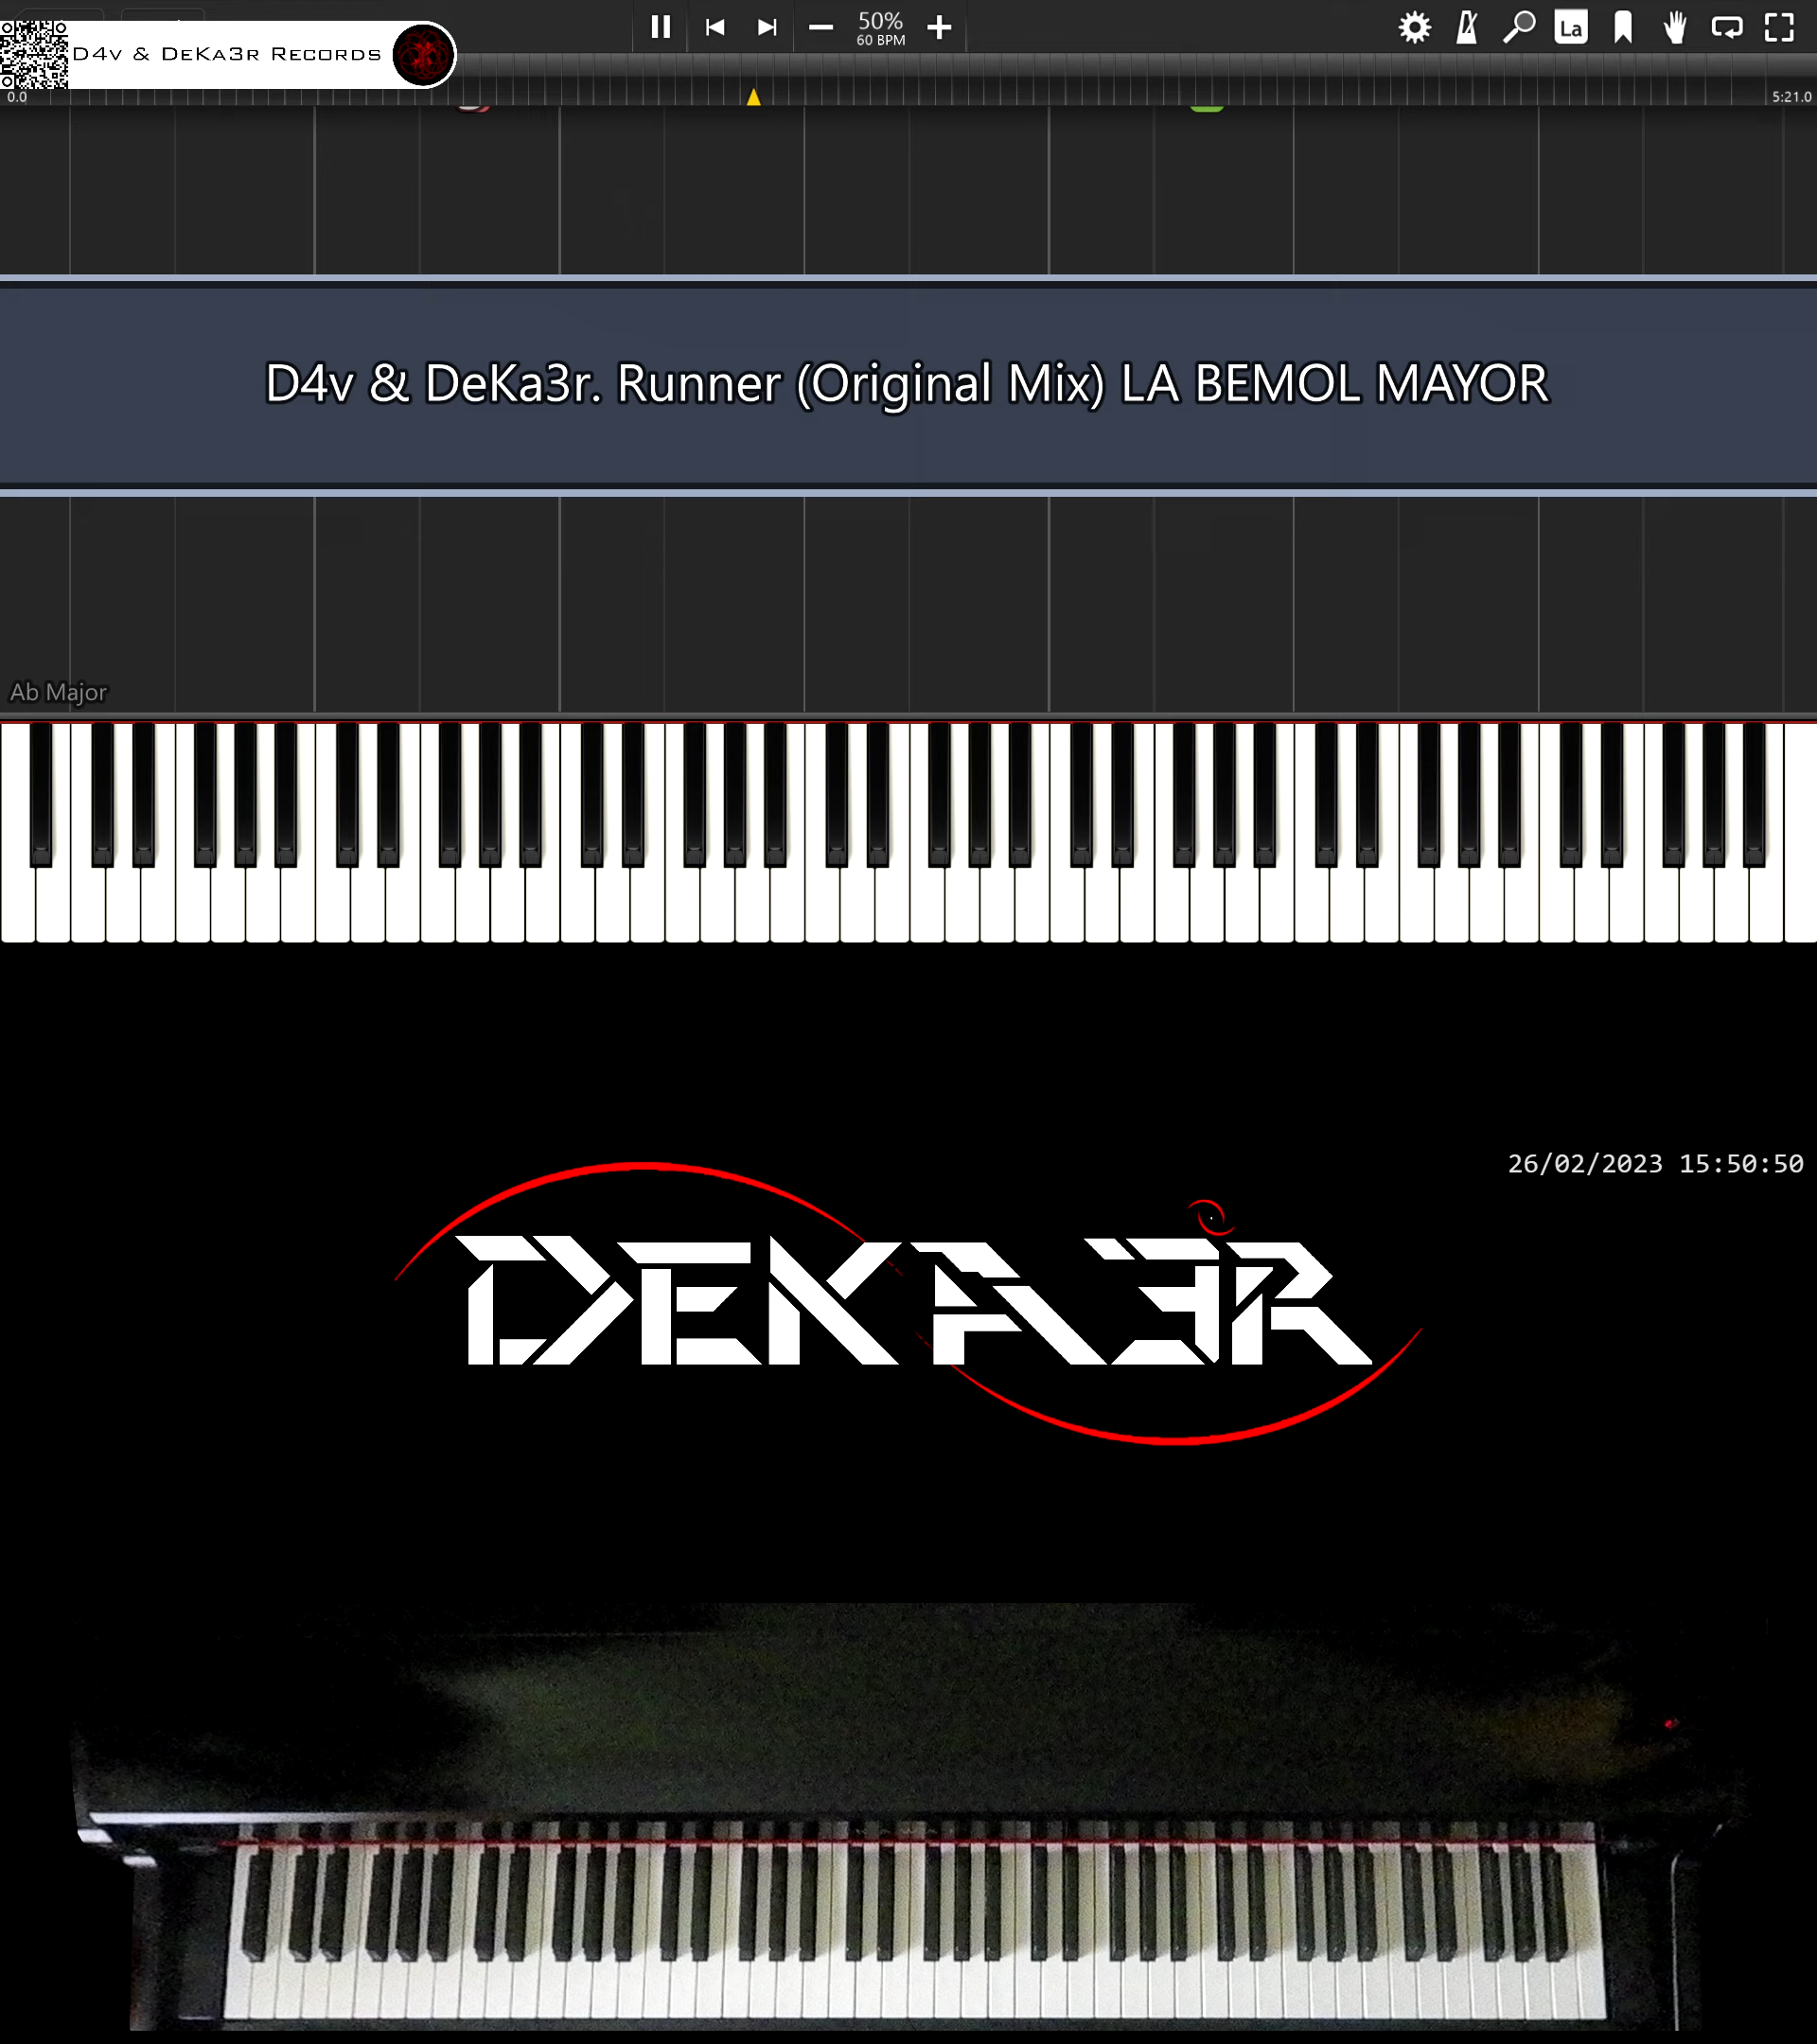 D4v & DeKa3r Records
50%
60 BPM
La
0.0
5:21.0
D4v & DeKa3r. Runner (Original Mix) LA BEMOL MAYOR
Ab Major
26/02/2023 15:50:50
DEKA3R